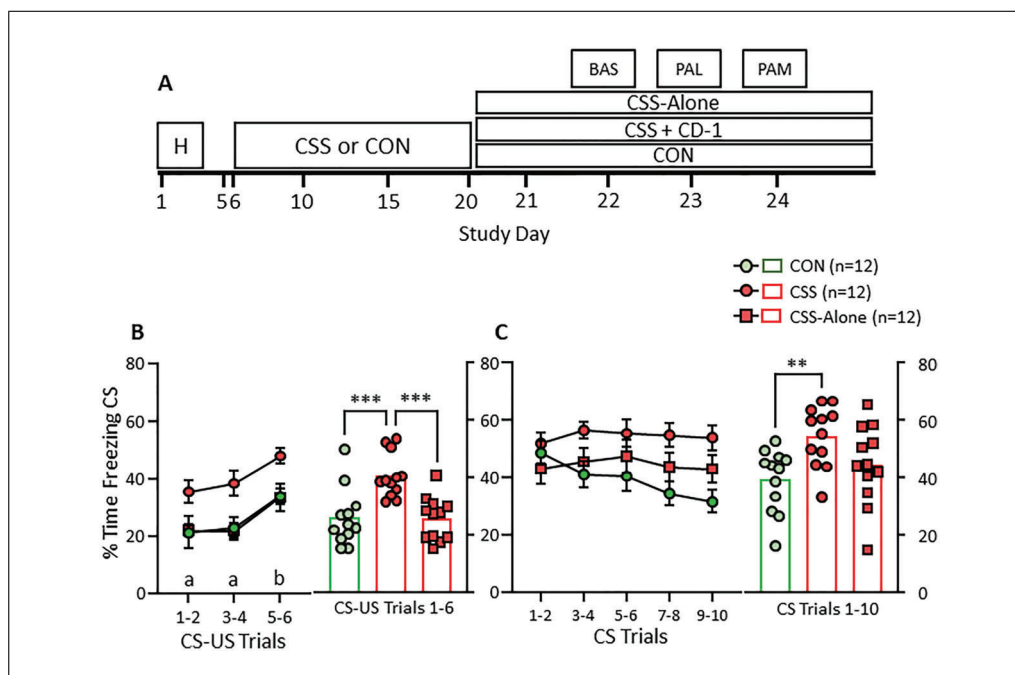 A
BAS PAL PAM
CSS-Alone
H CSS or CON CSS + CD-1
CON
1 5 6 10 15 20 21 22 23 24
Study Day
CON (n=12)
CSS (n=12)
CSS-Alone (n=12)
B
% Time Freezing CS
80
60
40
20
0
*** ***
a a b
1-2 3-4 5-6
CS-US Trials
CS-US Trials 1-6
C
80
60
40
20
0
1-2 3-4 5-6 7-8 9-10
CS Trials
**
80
60
40
20
0
CS Trials 1-10